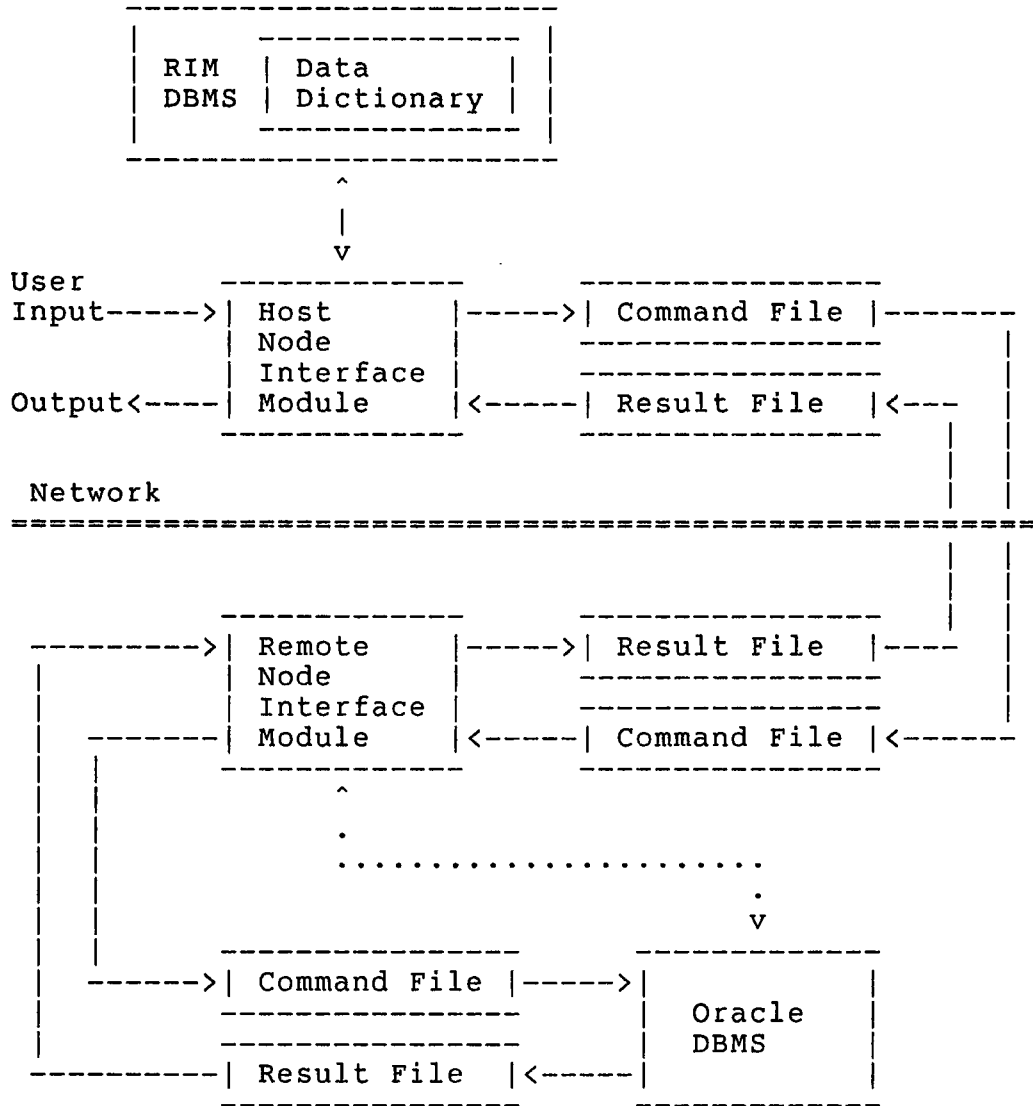 RIM Data
DBMS Dictionary
User
Input Host Command File
Node
Interface
Output Module Result File
Network
Remote Result File
Node
Interface
Module Command File
Command File
Oracle
DBMS
Result File